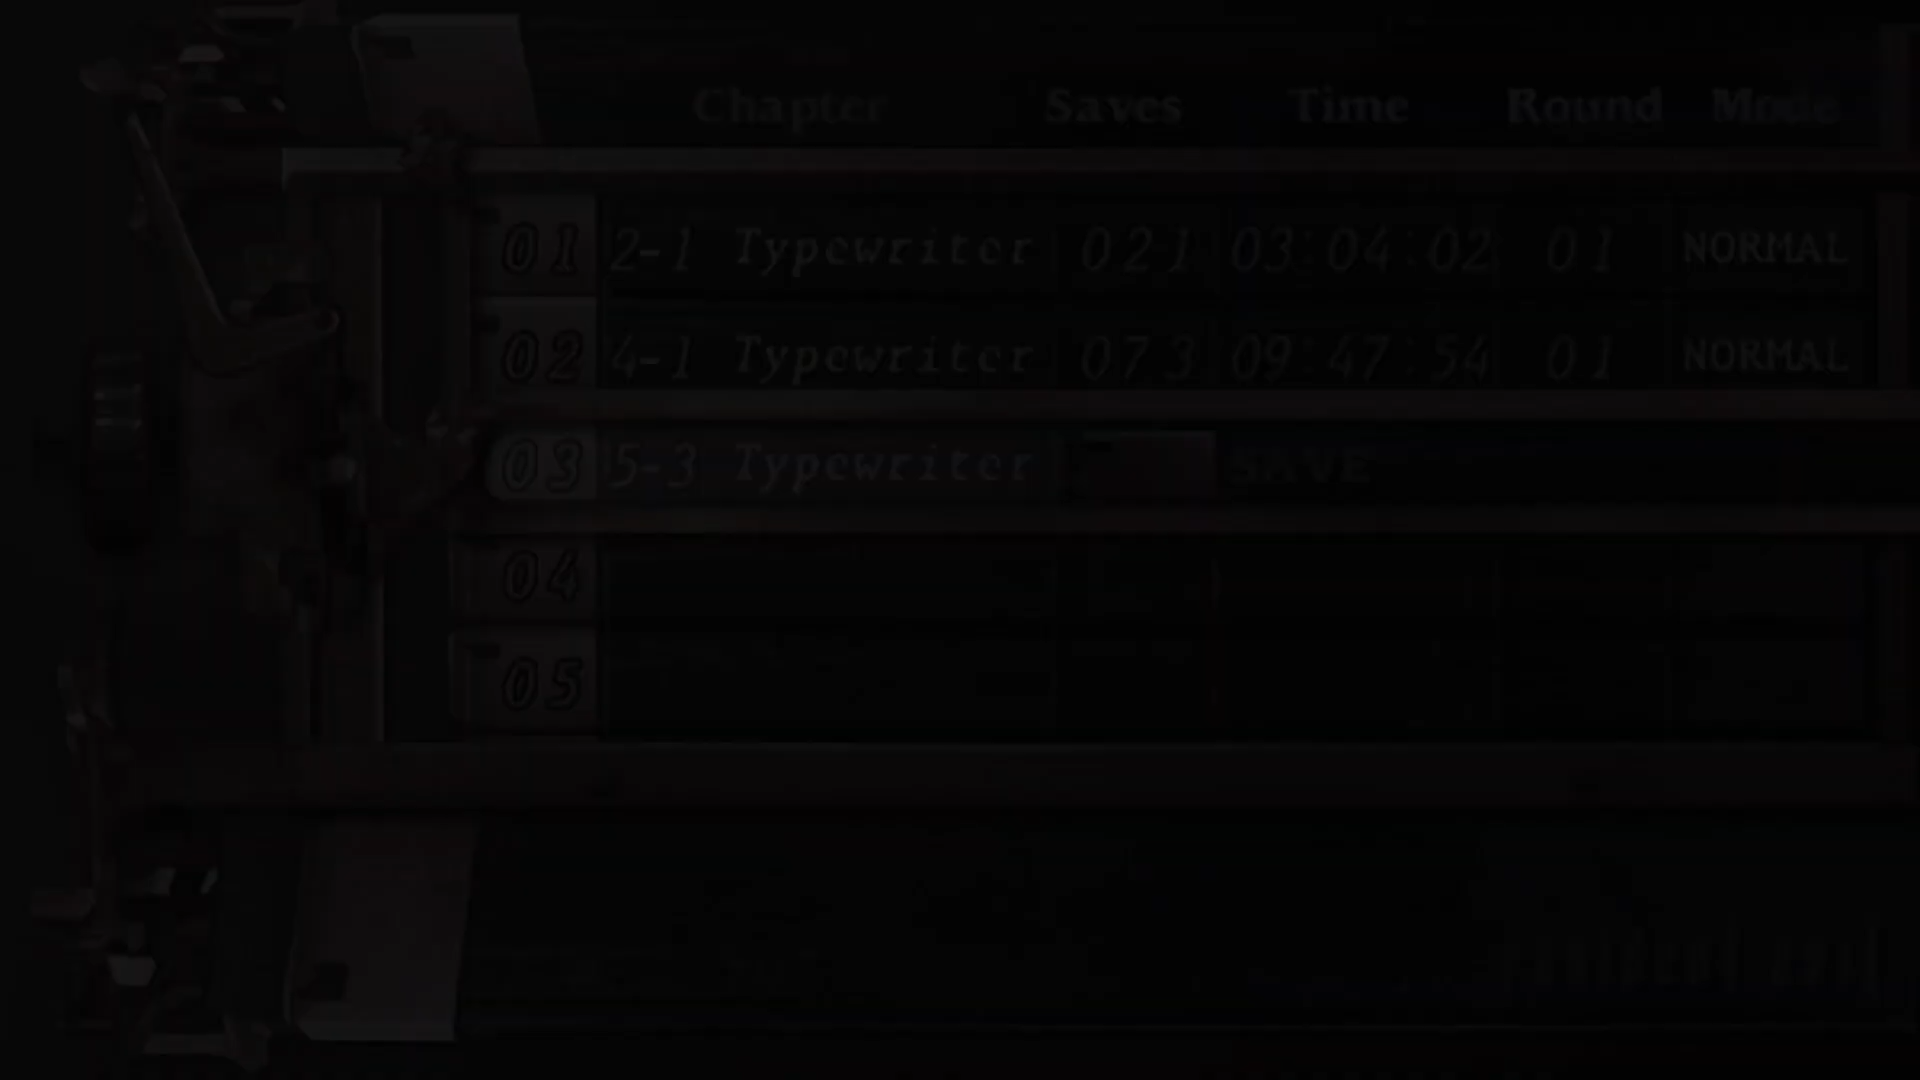 Chapter Saves Time Round Mode
01 2-1 Typewriter 021 03:04:02 01 NORMAL
02 4-1 Typewriter 073 09:47:54 01 NORMAL
03 5-3 Typewriter SAVE
04
05